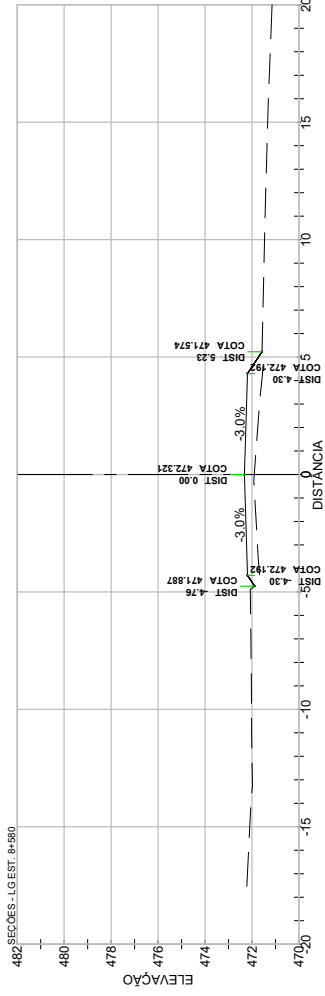 SEÇÕES - LG EST. 8+580
ELEVAÇÃO
482
480
478
476
474
472
470
DIST -4.76
COTA 471.887
DIST -4.30
COTA 472.192
-3.0%
DIST 0.00
COTA 472.321
-3.0%
DIST 4.30
COTA 472.192
DIST 5.23
COTA 471.574
-20
-15
-10
-5
0
5
10
15
20
DISTÂNCIA